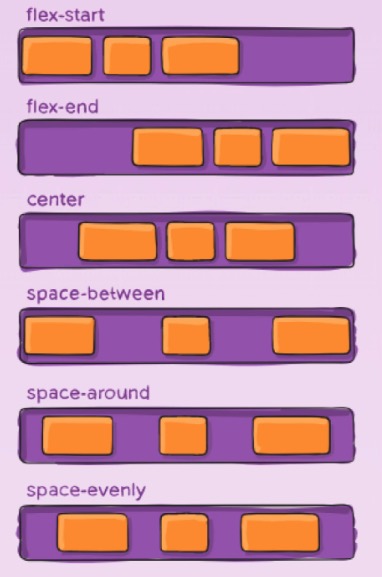 flex-start
flex-end
center
space-between
space-around
space-evenly